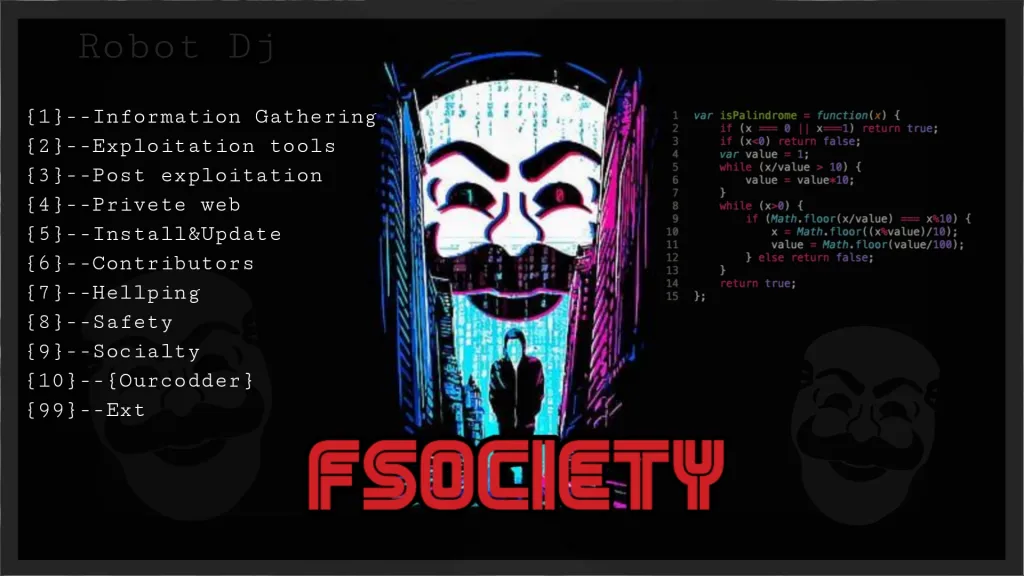 Robot Dj
{1}--Information Gathering
{2}--Exploitation tools
{3}--Post exploitation
{4}--Privete web
{5}--Install&Update
{6}--Contributors
{7}--Hellping
{8}--Safety
{9}--Socialty
{10}--{Ourcodder}
{99}--Ext
1 var isPalindrome = function(x) {
2 if (x === 0 || x===1) return true;
3 if (x<0) return false;
4 var value = 1;
5 while (x/value > 10) {
6 value = value*10;
7 }
8 while (x>0) {
9 if (Math.floor(x/value) === x%10) {
10 x = Math.floor((x%value)/10);
11 value = Math.floor(value/100);
12 } else return false;
13 }
14 return true;
15 };
FSOCIETY